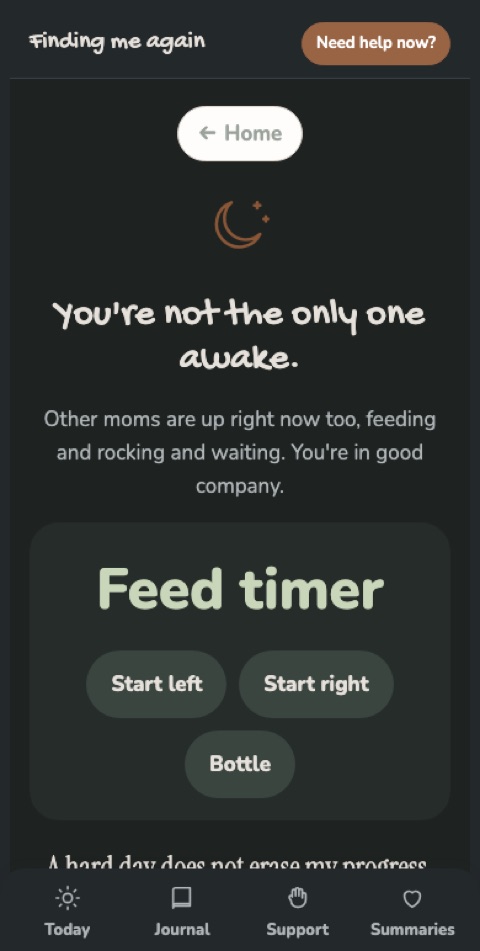 Finding me again
Need help now?
← Home
You're not the only one
awake.
Other moms are up right now too, feeding
and rocking and waiting. You're in good
company.
Feed timer
Start left
Start right
Bottle
A hard day does not erase my progress
Today
Journal
Support
Summaries